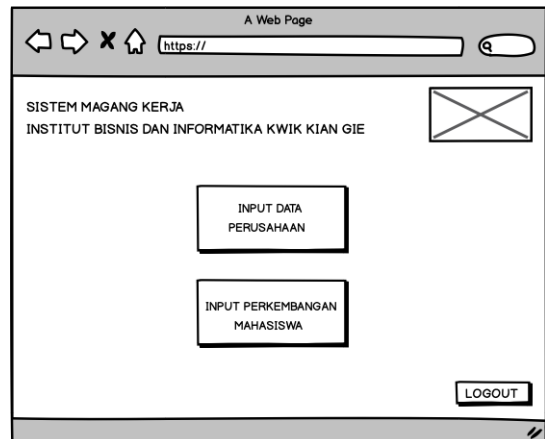 A Web Page
https://
SISTEM MAGANG KERJA
INSTITUT BISNIS DAN INFORMATIKA KWIK KIAN GIE
INPUT DATA
PERUSAHAAN
INPUT PERKEMBANGAN
MAHASISWA
LOGOUT